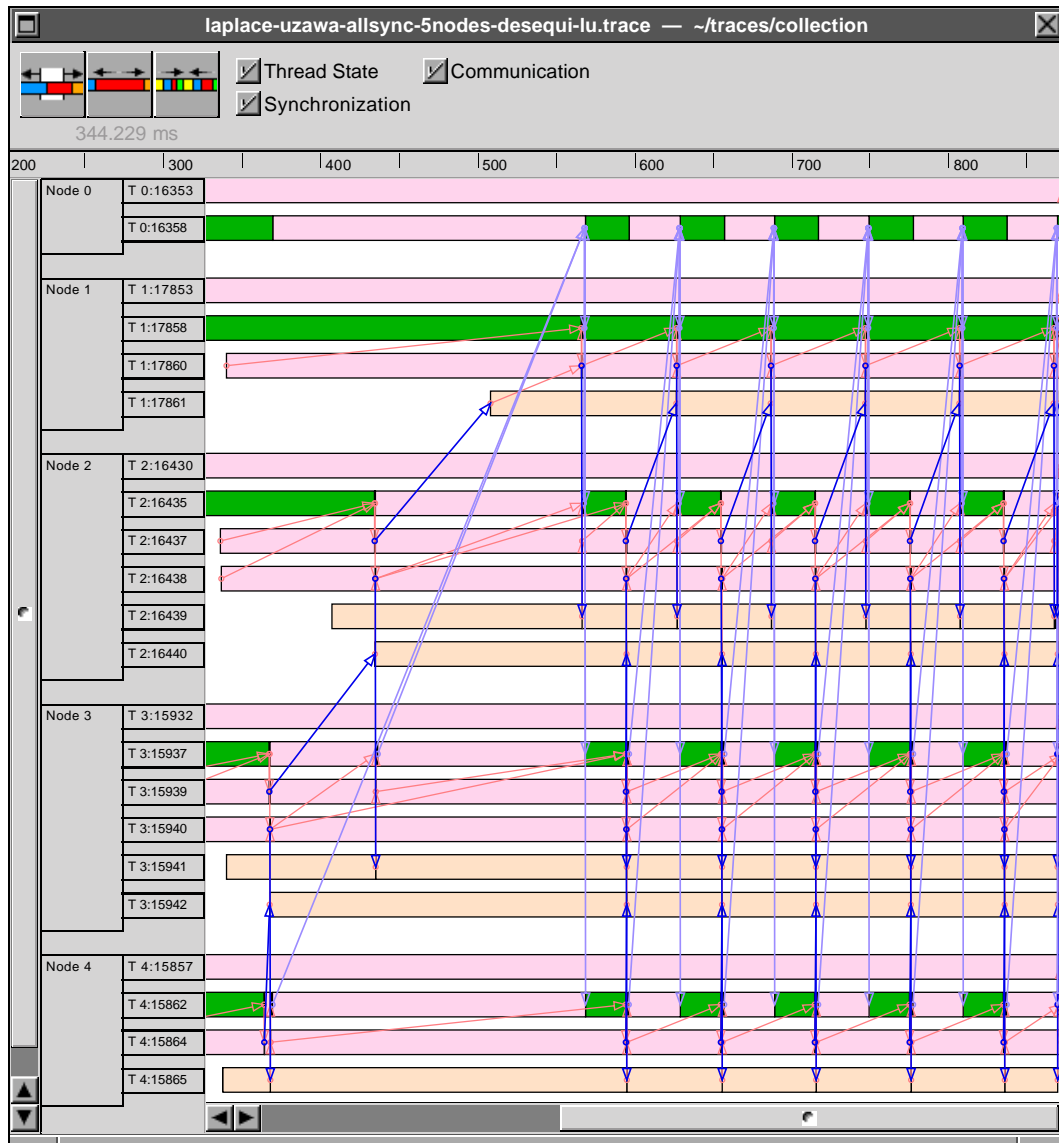 laplace-uzawa-allsync-5nodes-desequi-lu.trace — ~/traces/collection
Thread State Communication
Synchronization
344.229 ms
200 300 400 500 600 700 800
Node 0 T 0:16353
T 0:16358
Node 1 T 1:17853
T 1:17858
T 1:17860
T 1:17861
Node 2 T 2:16430
T 2:16435
T 2:16437
T 2:16438
T 2:16439
T 2:16440
Node 3 T 3:15932
T 3:15937
T 3:15939
T 3:15940
T 3:15941
T 3:15942
Node 4 T 4:15857
T 4:15862
T 4:15864
T 4:15865